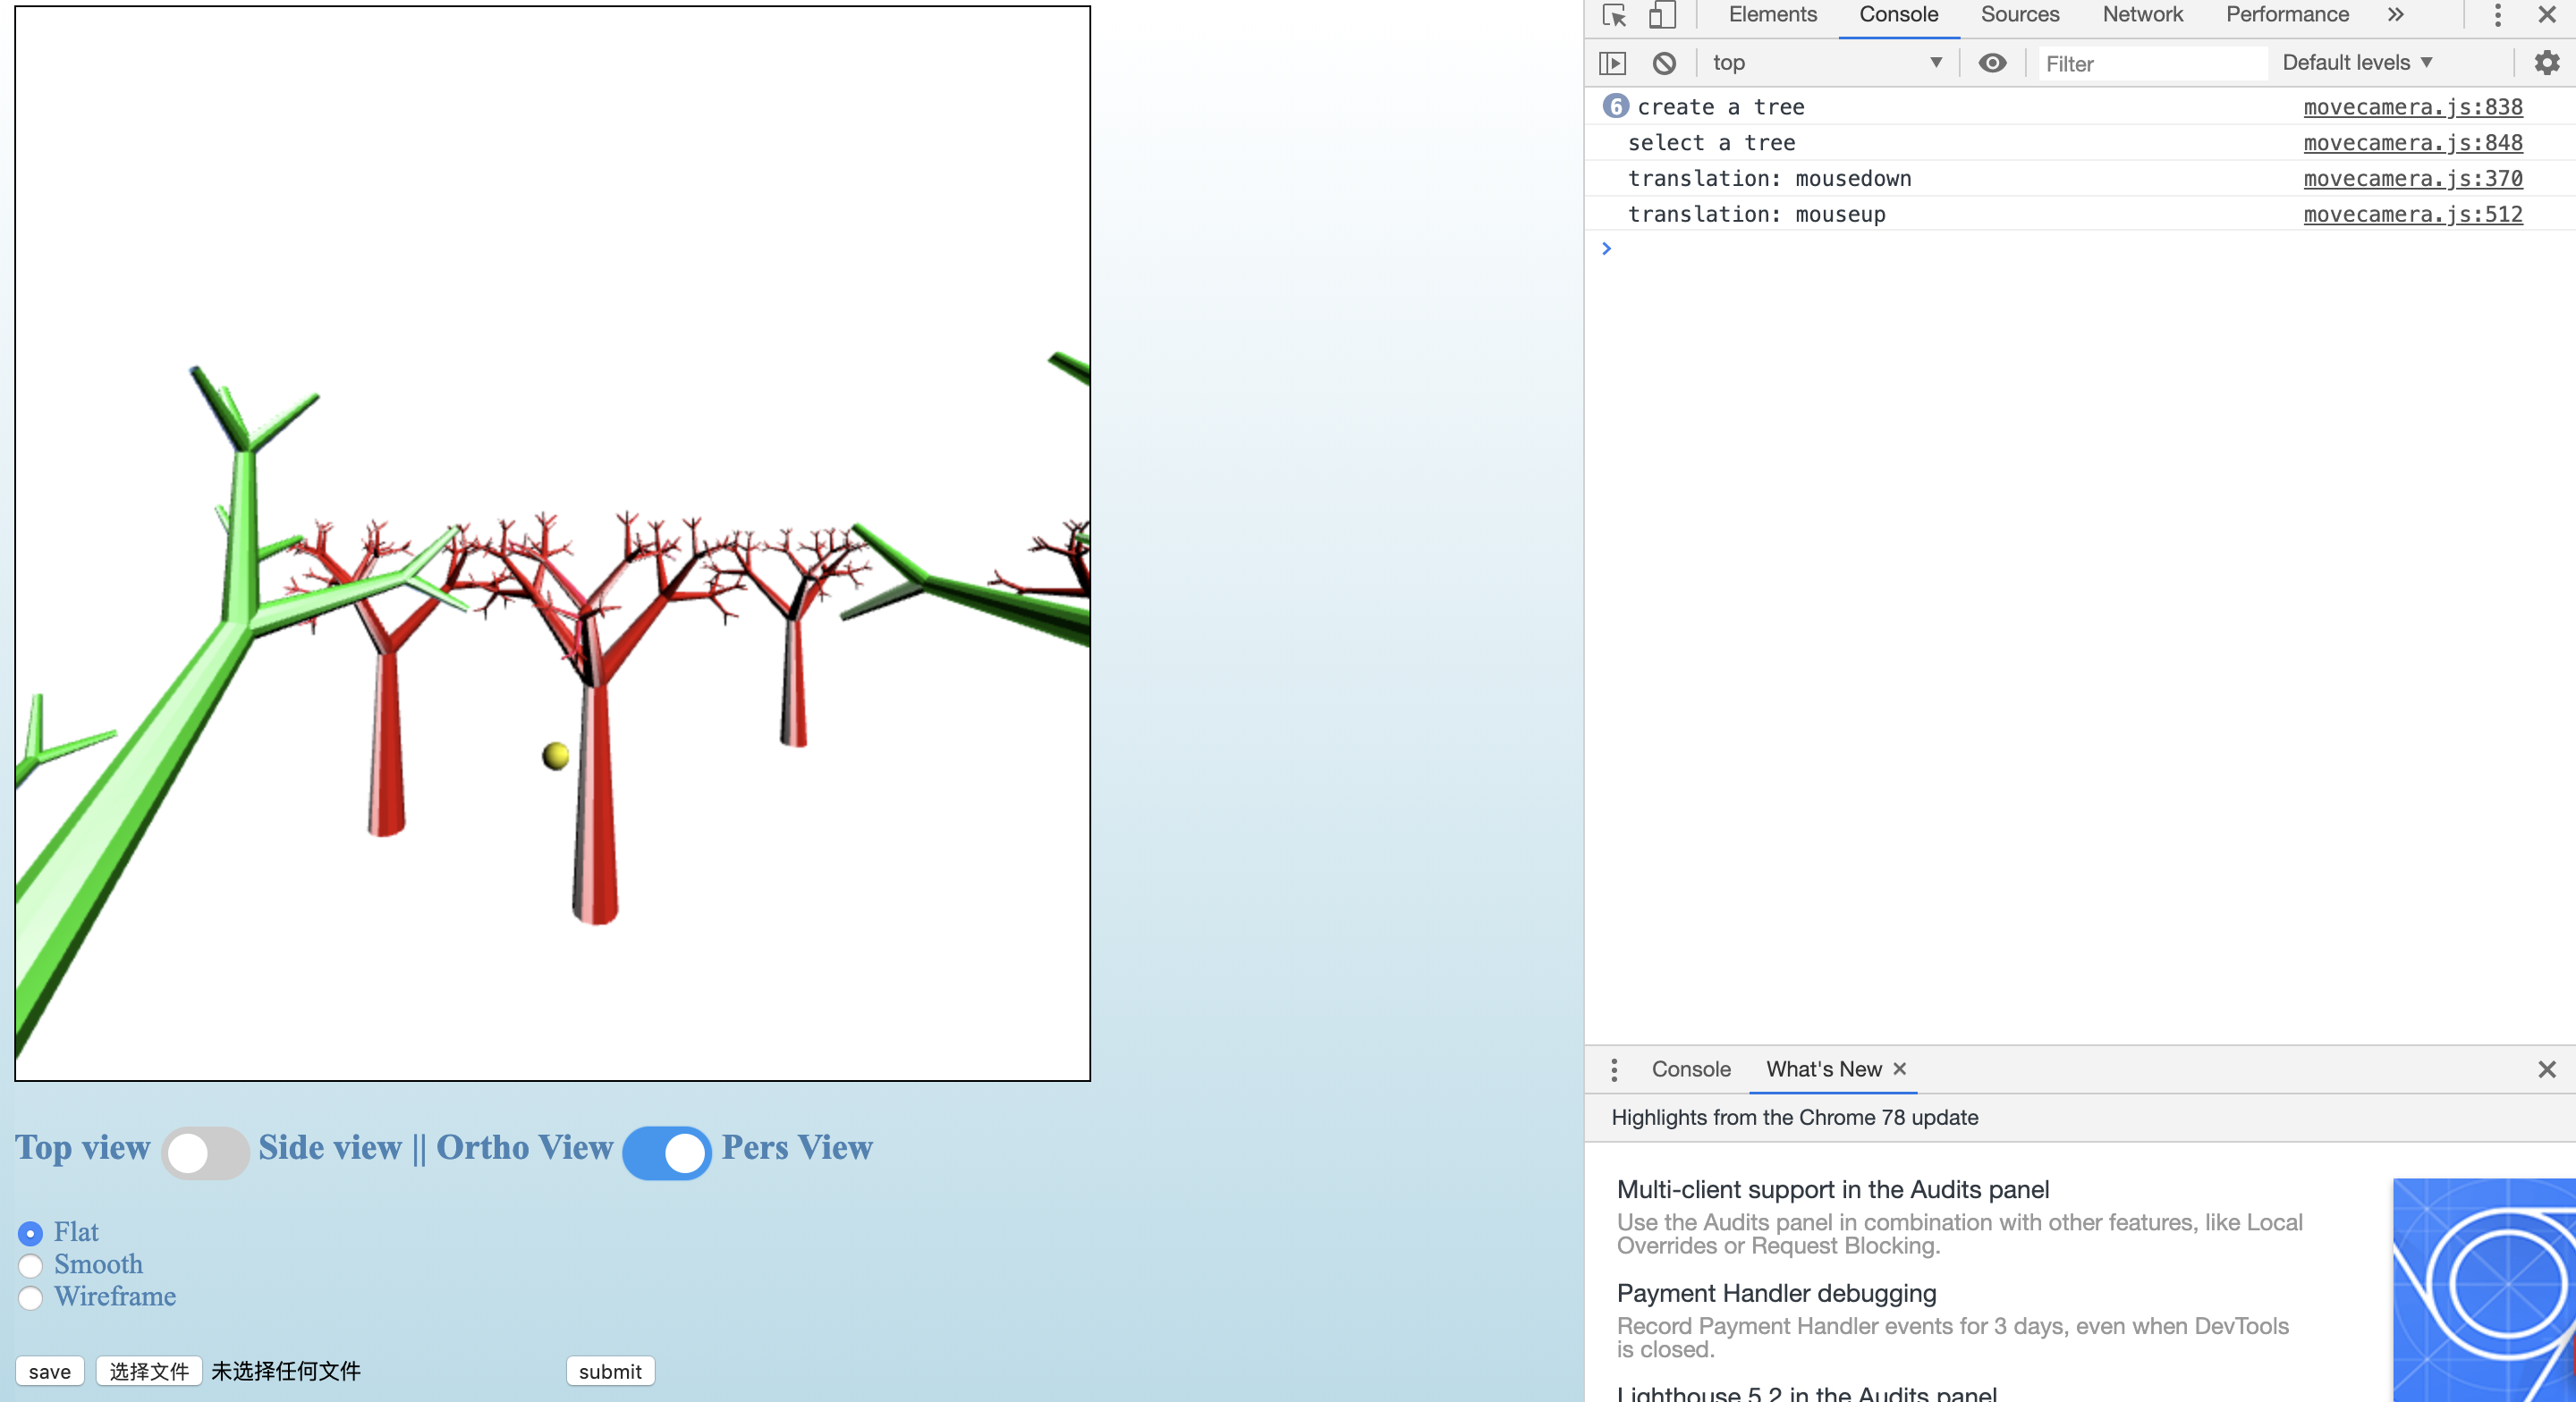 Elements Console Sources Network Performance »
top Filter Default levels
6 create a tree movecamera.js:838
select a tree movecamera.js:848
translation: mousedown movecamera.js:370
translation: mouseup movecamera.js:512
Console What's New
Highlights from the Chrome 78 update
Multi-client support in the Audits panel
Use the Audits panel in combination with other features, like Local
Overrides or Request Blocking.
Payment Handler debugging
Record Payment Handler events for 3 days, even when DevTools
is closed.
Lighthouse 5.2 in the Audits panel
Top view Side view || Ortho View Pers View
Flat
Smooth
Wireframe
save 选择文件 未选择任何文件 submit